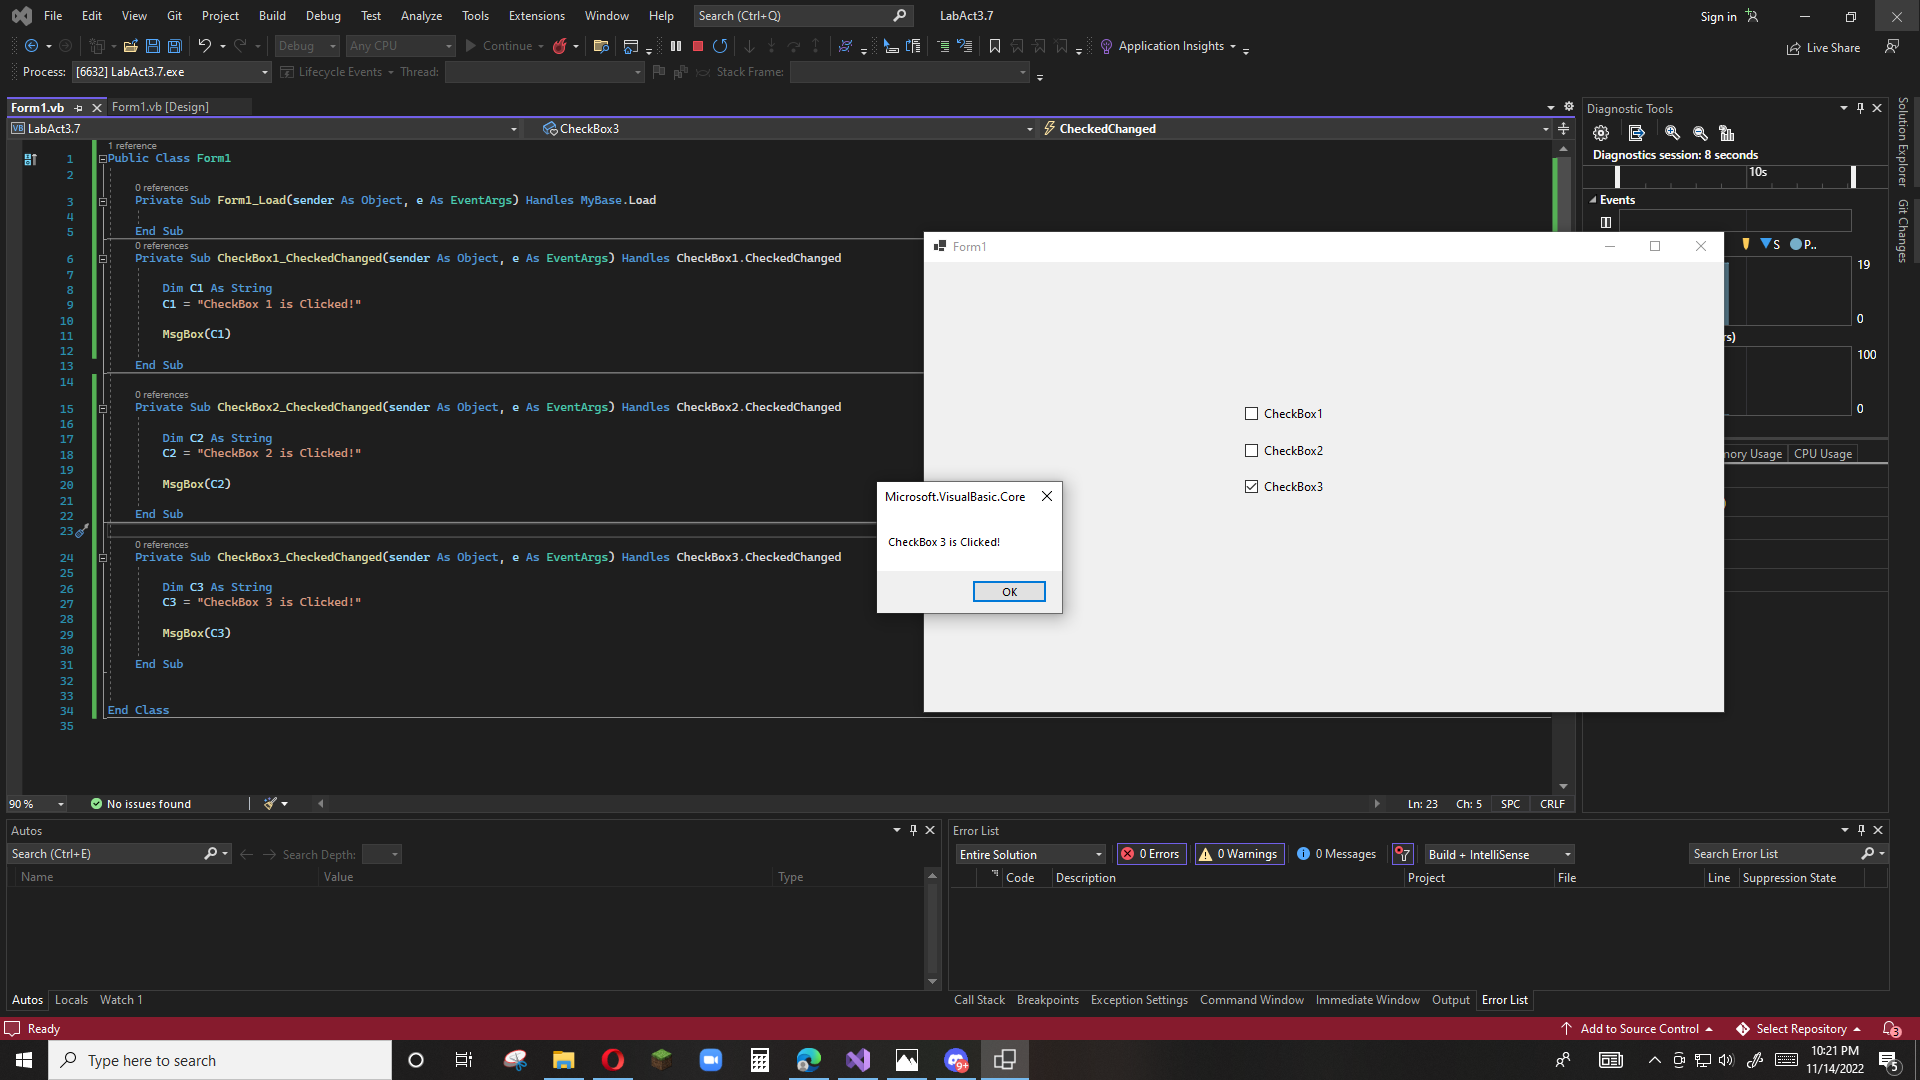 File Edit View Git Project Build Debug Test Analyze Tools Extensions Window Help Search (Ctrl+Q) LabAct3.7 Sign in
Debug Any CPU Continue Application Insights Live Share
Process: [6632] LabAct3.7.exe Lifecycle Events Thread: Stack Frame:
Form1.vb Form1.vb [Design]
LabAct3.7 CheckBox3 CheckedChanged
1 reference
1 Public Class Form1
2
0 references
3 Private Sub Form1_Load(sender As Object, e As EventArgs) Handles MyBase.Load
4
5 End Sub
0 references
6 Private Sub CheckBox1_CheckedChanged(sender As Object, e As EventArgs) Handles CheckBox1.CheckedChanged
7
8 Dim C1 As String
9 C1 = "CheckBox 1 is Clicked!"
10
11 MsgBox(C1)
12
13 End Sub
14
0 references
15 Private Sub CheckBox2_CheckedChanged(sender As Object, e As EventArgs) Handles CheckBox2.CheckedChanged
16
17 Dim C2 As String
18 C2 = "CheckBox 2 is Clicked!"
19
20 MsgBox(C2)
21
22 End Sub
23
0 references
24 Private Sub CheckBox3_CheckedChanged(sender As Object, e As EventArgs) Handles CheckBox3.CheckedChanged
25
26 Dim C3 As String
27 C3 = "CheckBox 3 is Clicked!"
28
29 MsgBox(C3)
30
31 End Sub
32
33
34 End Class
35
Form1
CheckBox1
CheckBox2
CheckBox3
Microsoft.VisualBasic.Core
CheckBox 3 is Clicked!
OK
Diagnostic Tools
Diagnostics session: 8 seconds
10s
Events
S P..
19
0
rs)
100
0
nory Usage CPU Usage
Solution Explorer
Git Changes
90 % No issues found Ln: 23 Ch: 5 SPC CRLF
Autos
Search (Ctrl+E) Search Depth:
Name Value Type
Autos Locals Watch 1
Error List
Entire Solution 0 Errors 0 Warnings 0 Messages Build + IntelliSense Search Error List
Code Description Project File Line Suppression State
Call Stack Breakpoints Exception Settings Command Window Immediate Window Output Error List
Ready Add to Source Control Select Repository 3
Type here to search 9+ 10:21 PM
11/14/2022 5